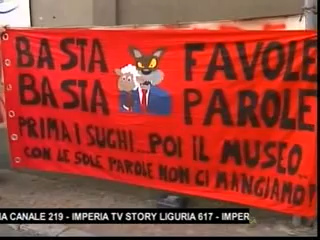 BASTA FAVOLE
BASTA PAROLE
PRIMA I SUGHI...POI IL MUSEO..
CON LE SOLE PAROLE NON CI MANGIAMO!
IA CANALE 219 - IMPERIA TV STORY LIGURIA 617 - IMPER